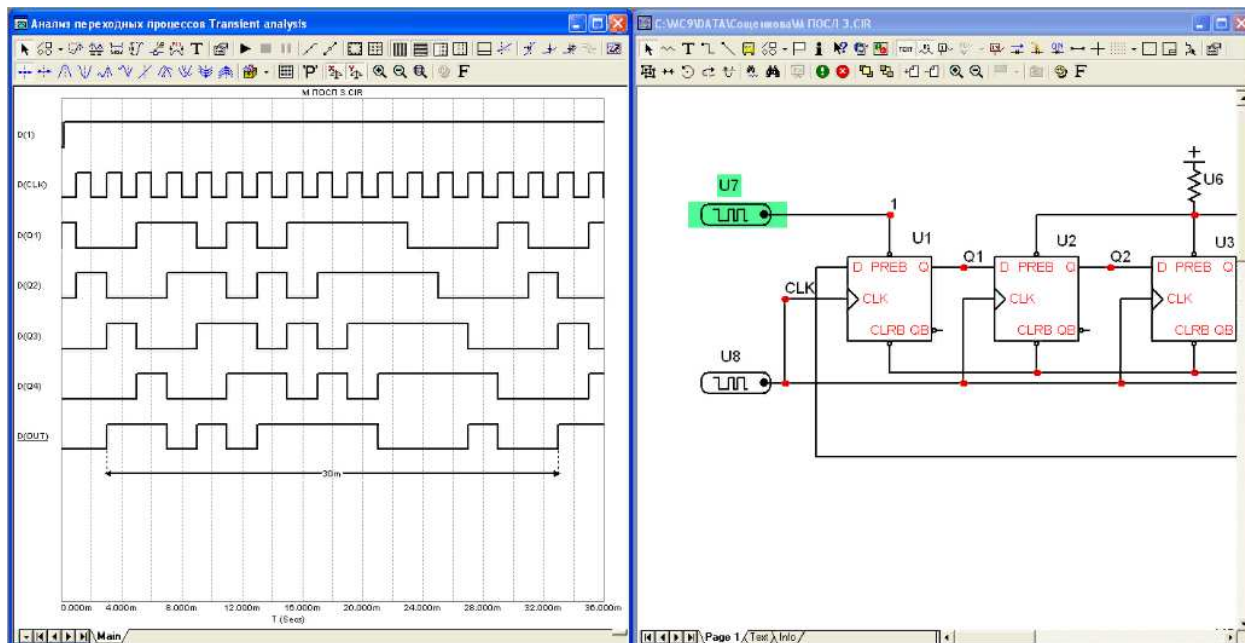 Анализ переходных процессов Transient analysis
М ПОСЛ 3.CIR
D(1)
D(CLK)
D(Q1)
D(Q2)
D(Q3)
D(Q4)
D(OUT)
30m
0.000m 4.000m 8.000m 12.000m 16.000m 20.000m 24.000m 28.000m 32.000m 36.000m
T (Secs)
Main
C:\MC9\DATA\Сощенкова\М ПОСЛ 3.CIR
U7
1
U6
U1
Q1
U2
Q2
U3
D PREB Q
D PREB Q
D PREB Q
CLK
CLK
CLK
CLK
CLRB QB
CLRB QB
CLRB QB
U8
Page 1 Text Info